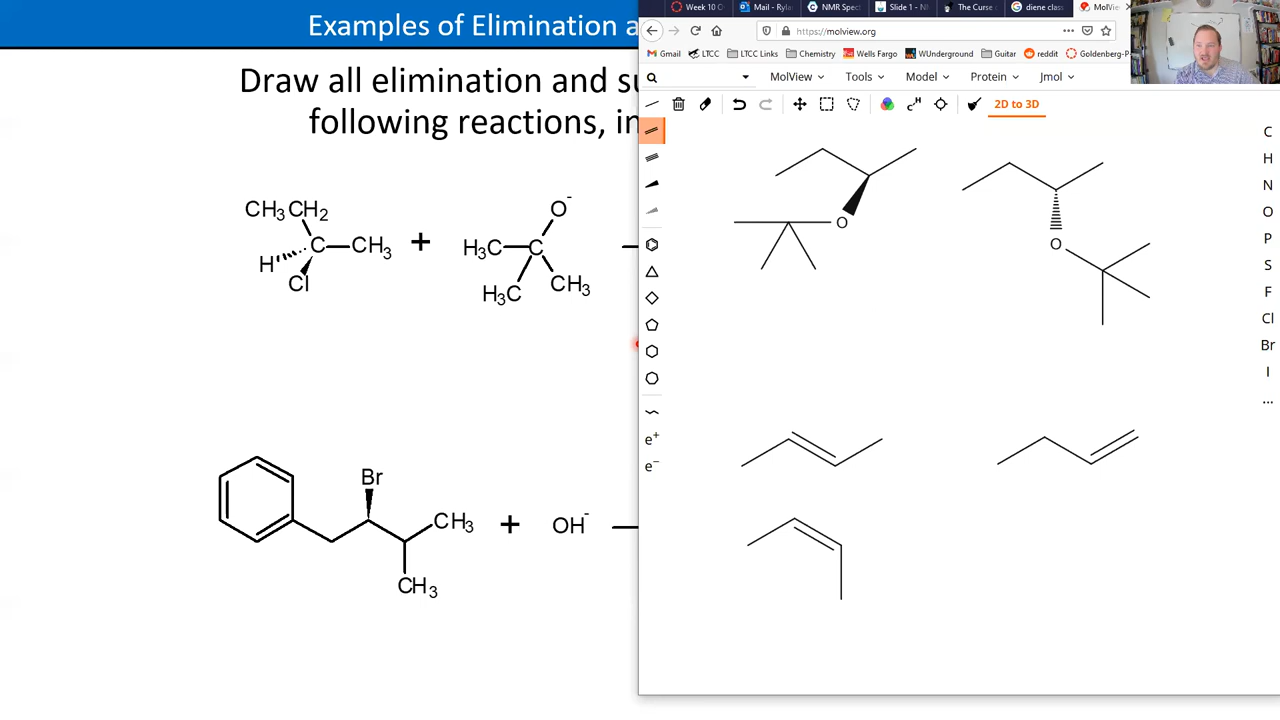 Examples of Elimination a
Draw all elimination and su
following reactions, in
CH3CH2
C
CH3
H
Cl
+
O-
H3C
C
H3C
CH3
Br
CH3
CH3
+
OH-
Week 10 C
Mail - Ryla
NMR Spect
Slide 1 - NM
The Curse
diene class
MolVi
https://molview.org
Gmail
LTCC
LTCC Links
Chemistry
Wells Fargo
WUnderground
Guitar
reddit
Goldenberg-P
MolView
Tools
Model
Protein
Jmol
2D to 3D
e+
e-
O
O
C
H
N
O
P
S
F
Cl
Br
I
...